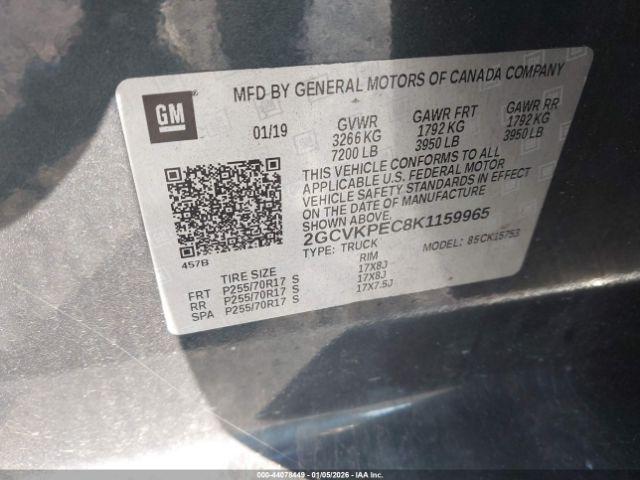 MFD BY GENERAL MOTORS OF CANADA COMPANY
GM
01/19
GVWR
3266 KG
7200 LB
GAWR FRT
1792 KG
3950 LB
GAWR RR
1792 KG
3950 LB
THIS VEHICLE CONFORMS TO ALL
APPLICABLE U.S. FEDERAL MOTOR
VEHICLE SAFETY STANDARDS IN EFFECT
ON THE DATE OF MANUFACTURE
SHOWN ABOVE.
2GCVKPEC8K1159965
TYPE: TRUCK
MODEL: 85CK15753
457B
TIRE SIZE
RIM
FRT P255/70R17 S 17X8J
RR P255/70R17 S 17X8J
SPA P255/70R17 S 17X7.5J
000-44078449 - 01/05/2026 - IAAI, Inc.